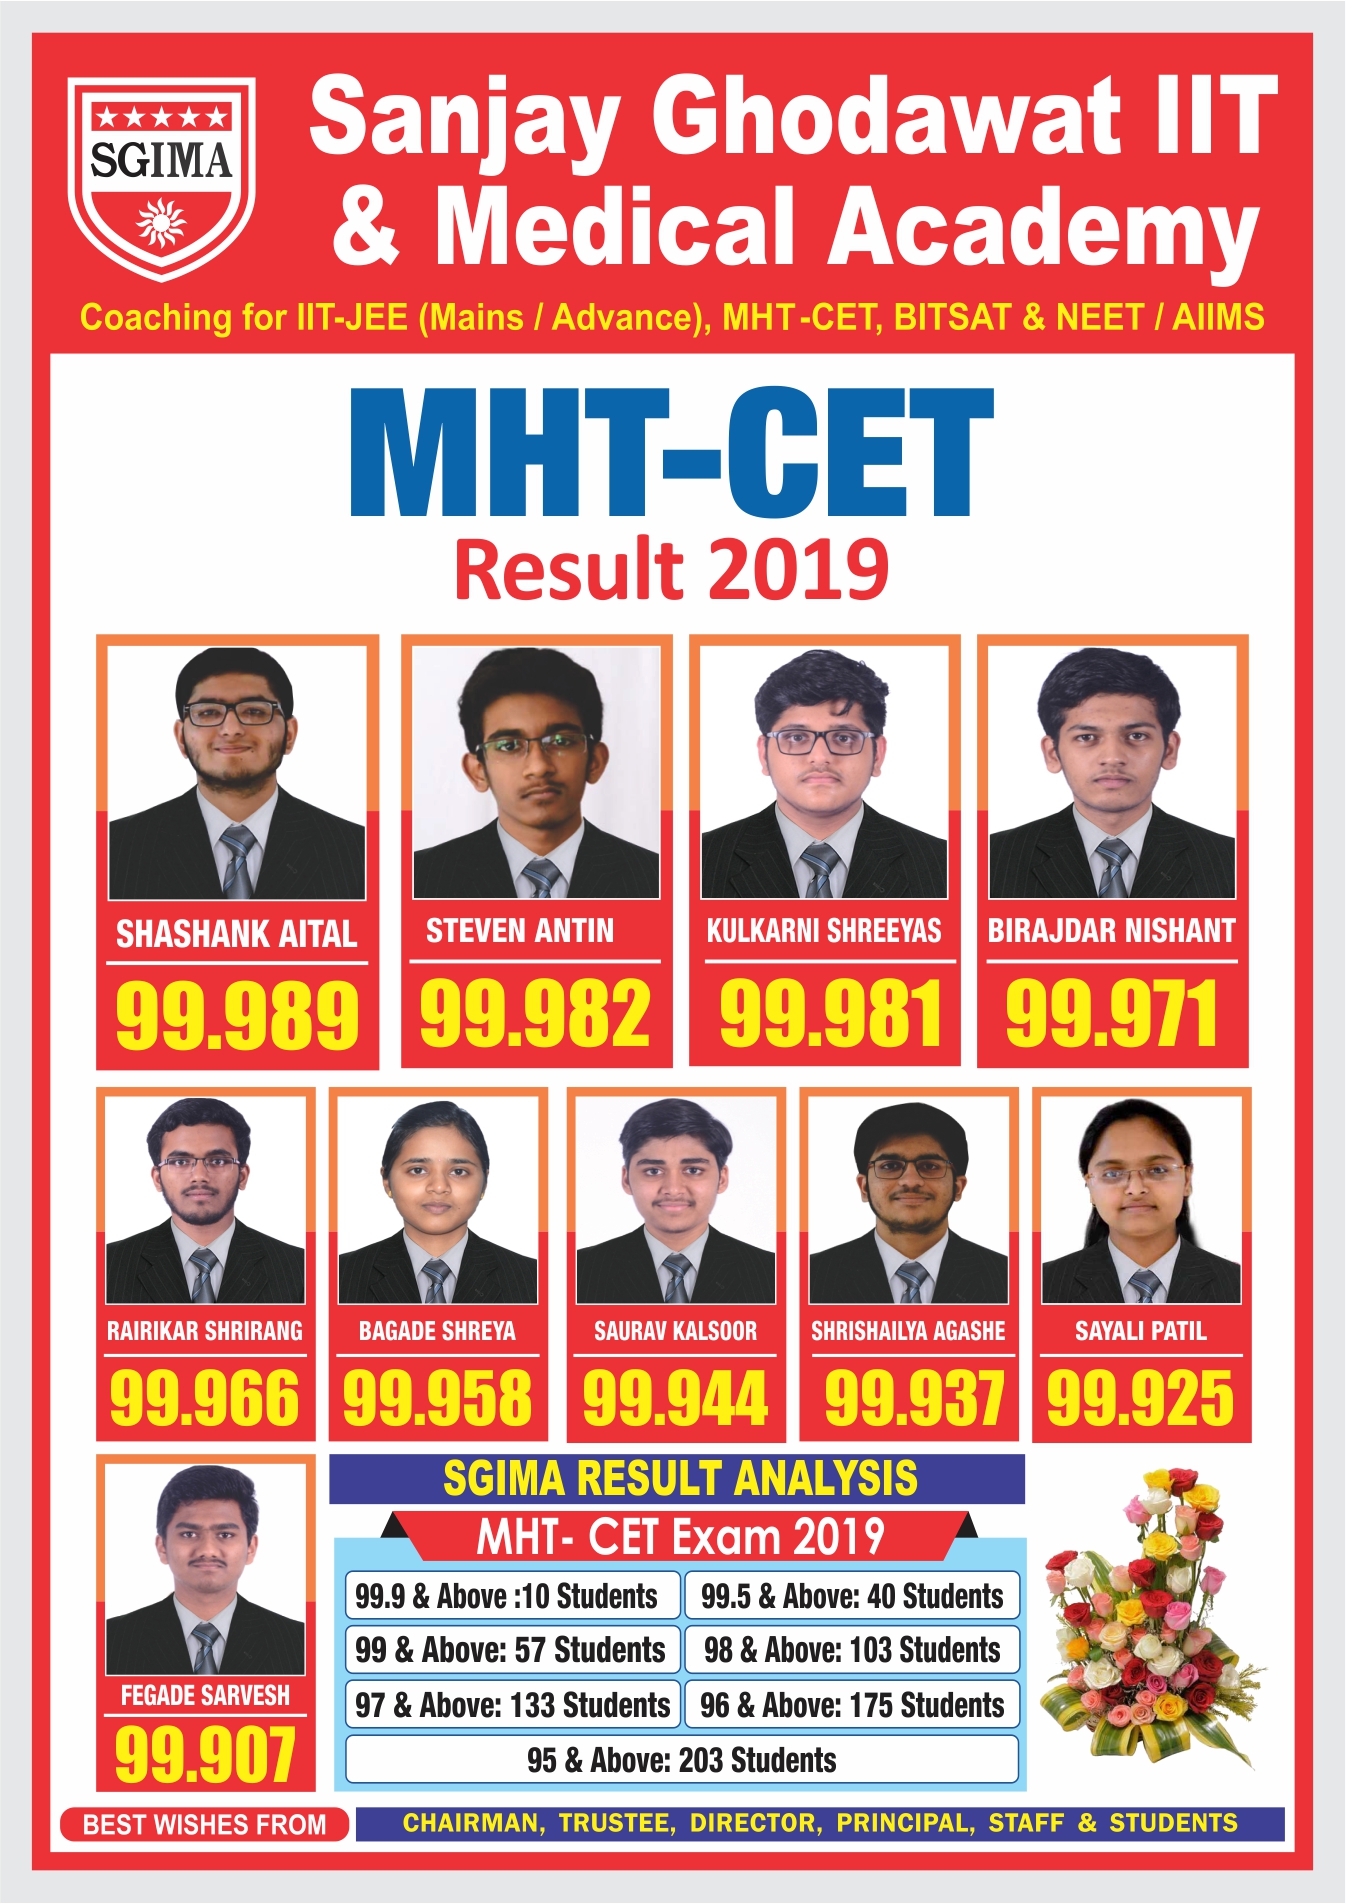 SGIMA
Sanjay Ghodawat IIT
& Medical Academy
Coaching for IIT-JEE (Mains / Advance), MHT-CET, BITSAT & NEET / AIIMS
MHT-CET
Result 2019
SHASHANK AITAL
99.989
STEVEN ANTIN
99.982
KULKARNI SHREEYAS
99.981
BIRAJDAR NISHANT
99.971
RAIRIKAR SHRIRANG
99.966
BAGADE SHREYA
99.958
SAURAV KALSOOR
99.944
SHRISHAILYA AGASHE
99.937
SAYALI PATIL
99.925
FEGADE SARVESH
99.907
SGIMA RESULT ANALYSIS
MHT- CET Exam 2019
99.9 & Above :10 Students
99.5 & Above: 40 Students
99 & Above: 57 Students
98 & Above: 103 Students
97 & Above: 133 Students
96 & Above: 175 Students
95 & Above: 203 Students
BEST WISHES FROM
CHAIRMAN, TRUSTEE, DIRECTOR, PRINCIPAL, STAFF & STUDENTS